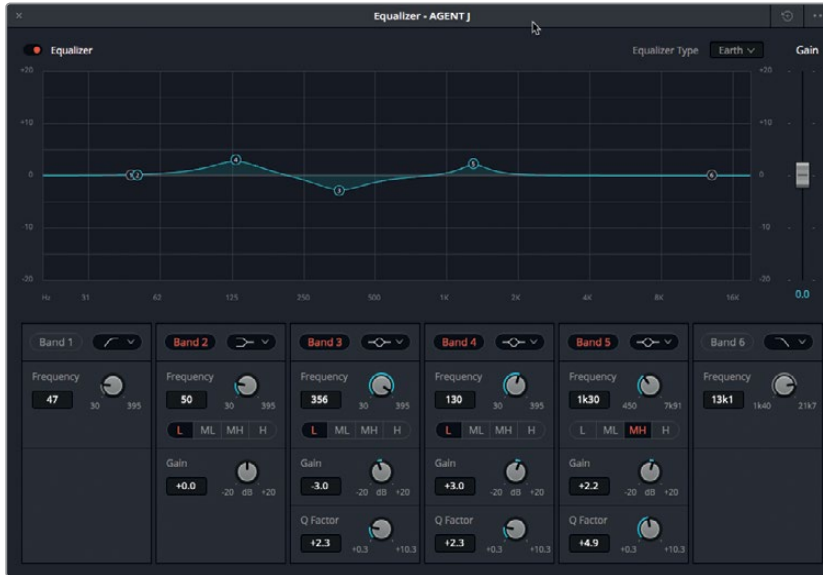 Equalizer - AGENT J
Equalizer Equalizer Type Earth Gain
+20 +20
+10 +10
0 0
-10 -10
-20 -20
Hz 31 62 125 250 500 1K 2K 4K 8K 16K 0.0
1 2 4 3 5 6
Band 1 Band 2 Band 3 Band 4 Band 5 Band 6
Frequency Frequency Frequency Frequency Frequency Frequency
47 30 395 50 30 395 356 30 395 130 30 395 1k30 450 7k91 13k1 1k40 21k7
L ML MH H L ML MH H L ML MH H L ML MH H
Gain Gain Gain Gain
+0.0 -20 dB +20 -3.0 -20 dB +20 +3.0 -20 dB +20 +2.2 -20 dB +20
Q Factor Q Factor Q Factor
+2.3 +0.3 +10.3 +2.3 +0.3 +10.3 +4.9 +0.3 +10.3